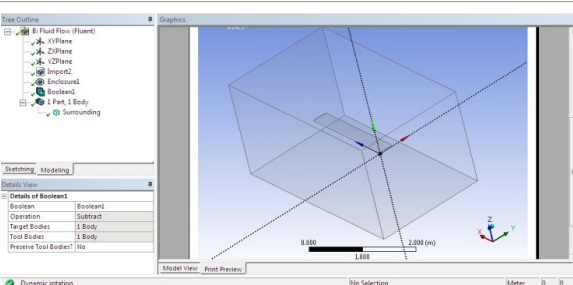 Tree Outline
B: Fluid Flow (Fluent)
XYPlane
ZXPlane
YZPlane
Import2
Enclosure1
Boolean1
1 Part, 1 Body
Surrounding
Sketching Modeling
Details View
Details of Boolean1
Boolean Boolean1
Operation Subtract
Target Bodies 1 Body
Tool Bodies 1 Body
Preserve Tool Bodies? No
Graphics
Z
X Y
0.000 2.000 (m)
1.000
Model View Print Preview
Dynamic rotation No Selection Meter 0 0